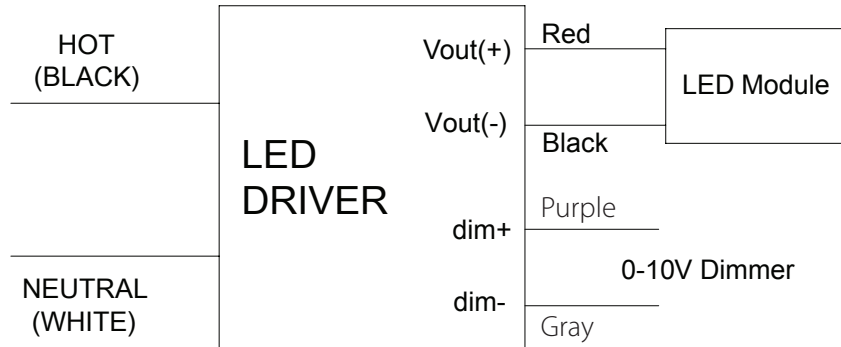 HOT
(BLACK)
NEUTRAL
(WHITE)
LED
DRIVER
Vout(+)
Vout(-)
dim+
dim-
Red
Black
Purple
Gray
LED Module
0-10V Dimmer